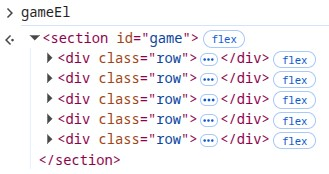 > gameEl
<section id="game"> flex
<div class="row"> ••• </div> flex
<div class="row"> ••• </div> flex
<div class="row"> ••• </div> flex
<div class="row"> ••• </div> flex
<div class="row"> ••• </div> flex
</section>